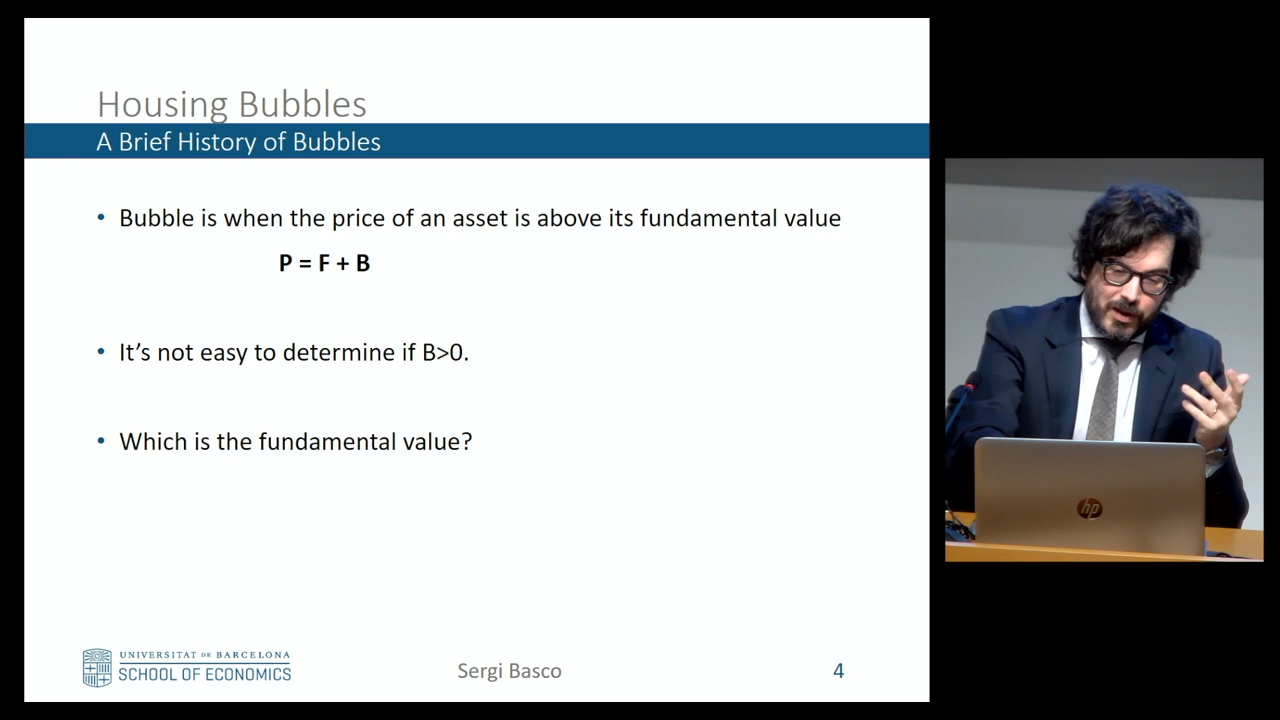 Housing Bubbles
A Brief History of Bubbles
• Bubble is when the price of an asset is above its fundamental value
P = F + B
• It’s not easy to determine if B>0.
• Which is the fundamental value?
UNIVERSITAT DE BARCELONA
SCHOOL OF ECONOMICS
Sergi Basco
4
hp